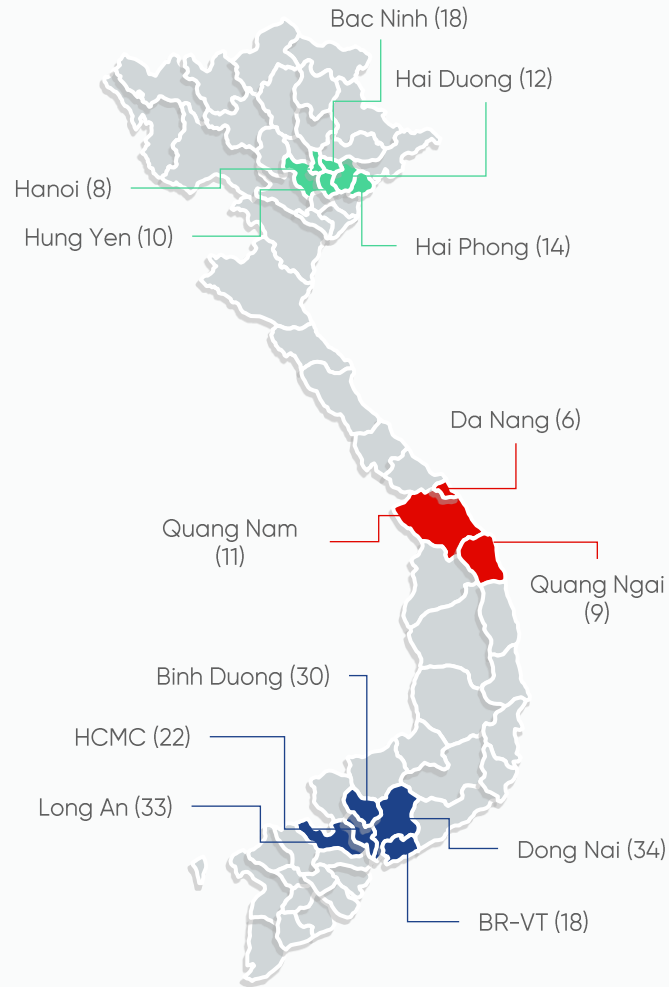 Bac Ninh (18)
Hai Duong (12)
Hanoi (8)
Hung Yen (10)
Hai Phong (14)
Da Nang (6)
Quang Nam
(11)
Quang Ngai
(9)
Binh Duong (30)
HCMC (22)
Long An (33)
Dong Nai (34)
BR-VT (18)